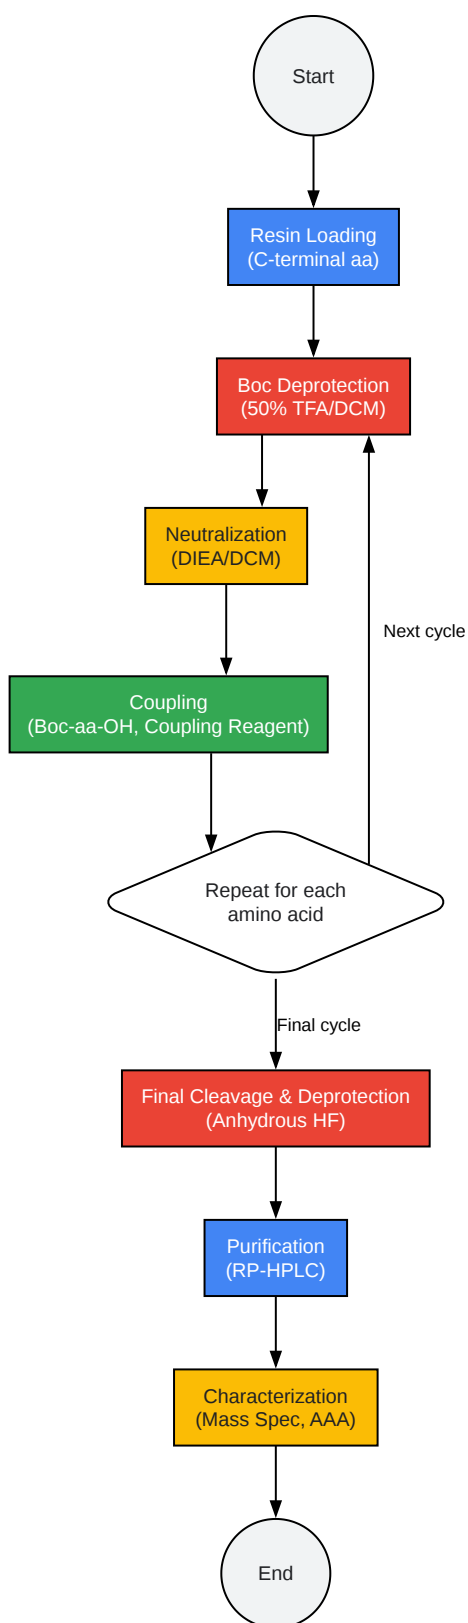 Start
Resin Loading
(C-terminal aa)
Boc Deprotection
(50% TFA/DCM)
Neutralization
(DIEA/DCM)
Next cycle
Coupling
(Boc-aa-OH, Coupling Reagent)
Repeat for each
amino acid
Final cycle
Final Cleavage & Deprotection
(Anhydrous HF)
Purification
(RP-HPLC)
Characterization
(Mass Spec, AAA)
End